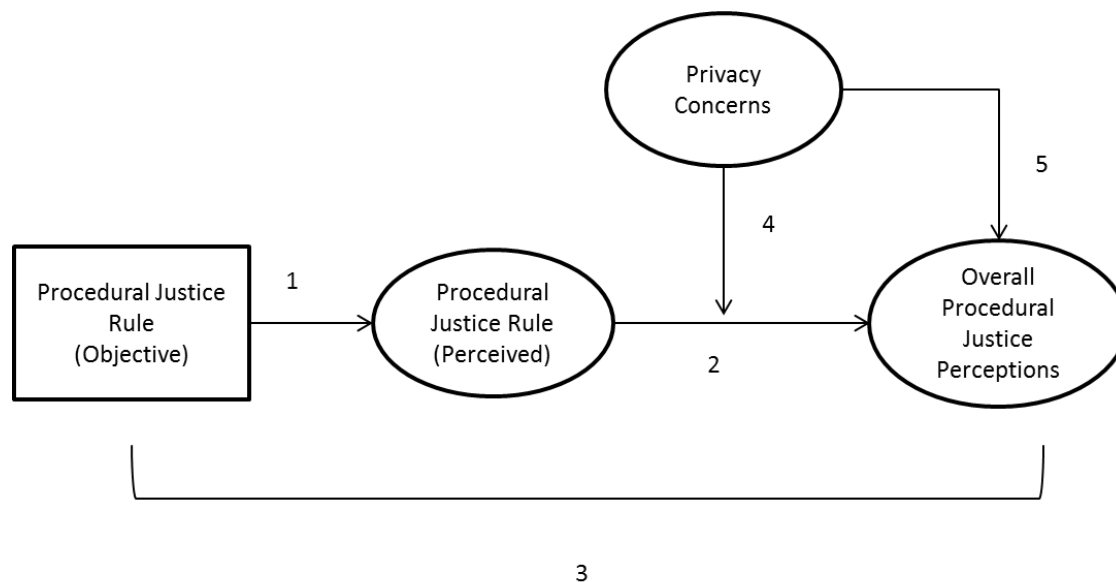 Privacy
Concerns
5
4
Procedural Justice
Rule
(Objective)
1
Procedural
Justice Rule
(Perceived)
2
Overall
Procedural
Justice
Perceptions
3